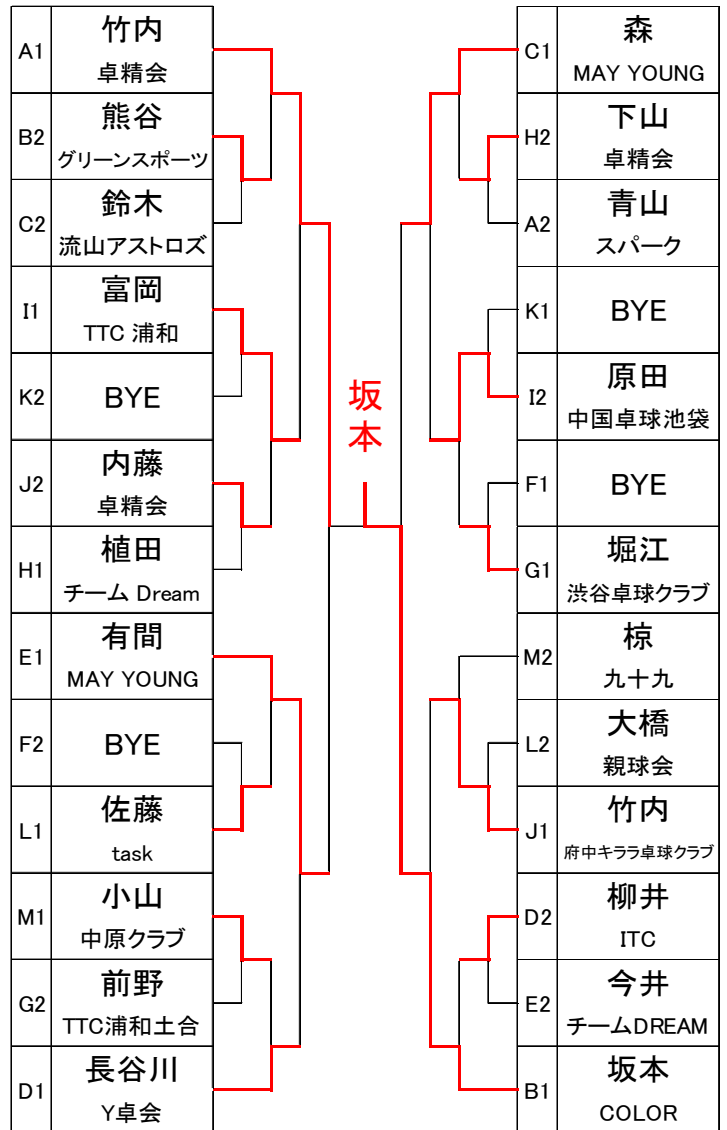 A1
竹内
卓精会
B2
熊谷
グリーンスポーツ
C2
鈴木
流山アストロズ
I1
富岡
TTC 浦和
K2
BYE
J2
内藤
卓精会
H1
植田
チーム Dream
E1
有間
MAY YOUNG
F2
BYE
L1
佐藤
task
M1
小山
中原クラブ
G2
前野
TTC浦和土合
D1
長谷川
Y卓会
坂
本
C1
森
MAY YOUNG
H2
下山
卓精会
A2
青山
スパーク
K1
BYE
I2
原田
中国卓球池袋
F1
BYE
G1
堀江
渋谷卓球クラブ
M2
椋
九十九
L2
大橋
親球会
J1
竹内
府中キララ卓球クラブ
D2
柳井
ITC
E2
今井
チームDREAM
B1
坂本
COLOR